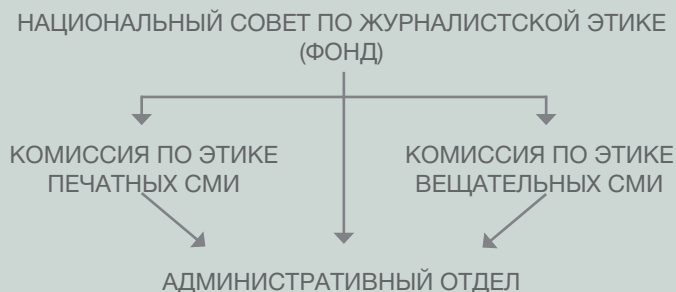 НАЦИОНАЛЬНЫЙ СОВЕТ ПО ЖУРНАЛИСТСКОЙ ЭТИКЕ
(ФОНД)
КОМИССИЯ ПО ЭТИКЕ
ПЕЧАТНЫХ СМИ
КОМИССИЯ ПО ЭТИКЕ
ВЕЩАТЕЛЬНЫХ СМИ
АДМИНИСТРАТИВНЫЙ ОТДЕЛ